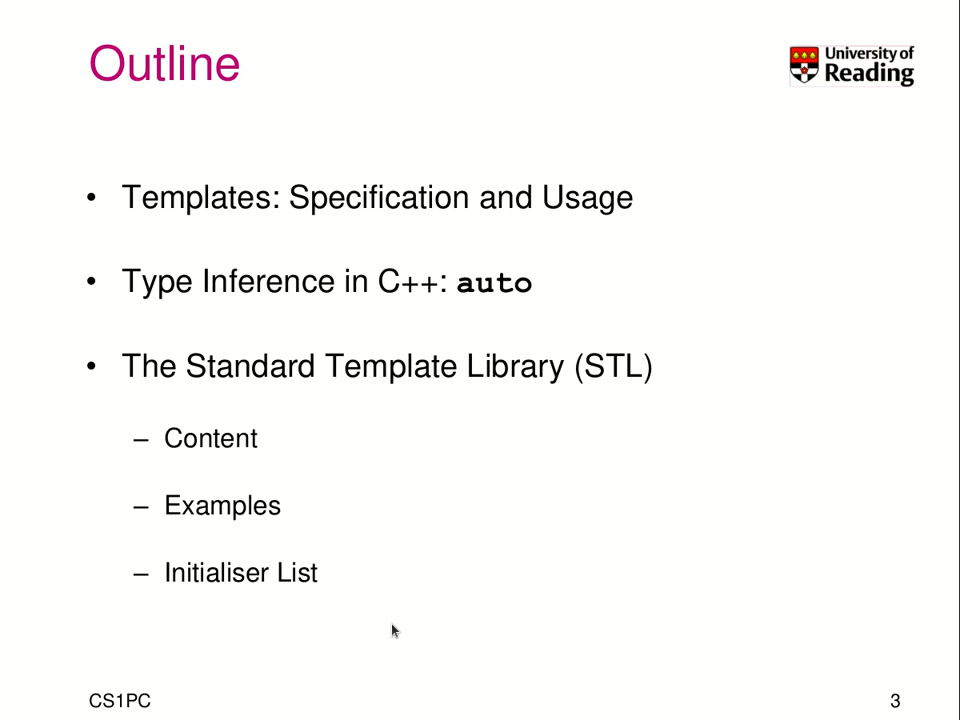 Outline
University of
Reading
• Templates: Specification and Usage
• Type Inference in C++: auto
• The Standard Template Library (STL)
– Content
– Examples
– Initialiser List
CS1PC
3